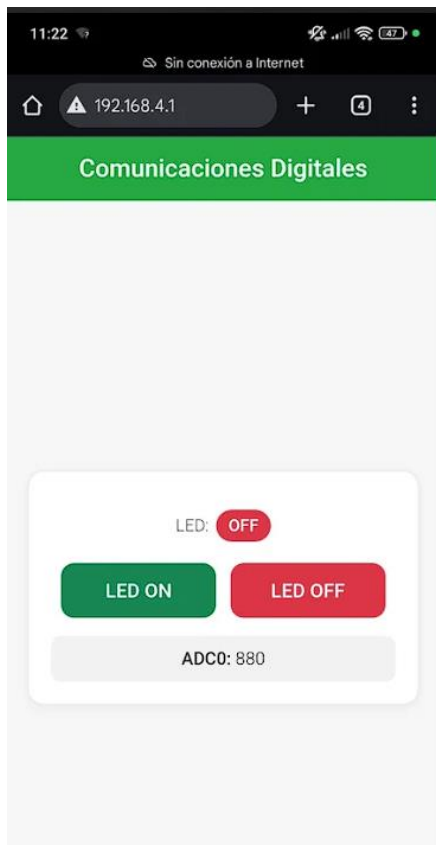 11:22 47
Sin conexión a Internet
192.168.4.1 4
Comunicaciones Digitales
LED: OFF
LED ON LED OFF
ADC0: 880